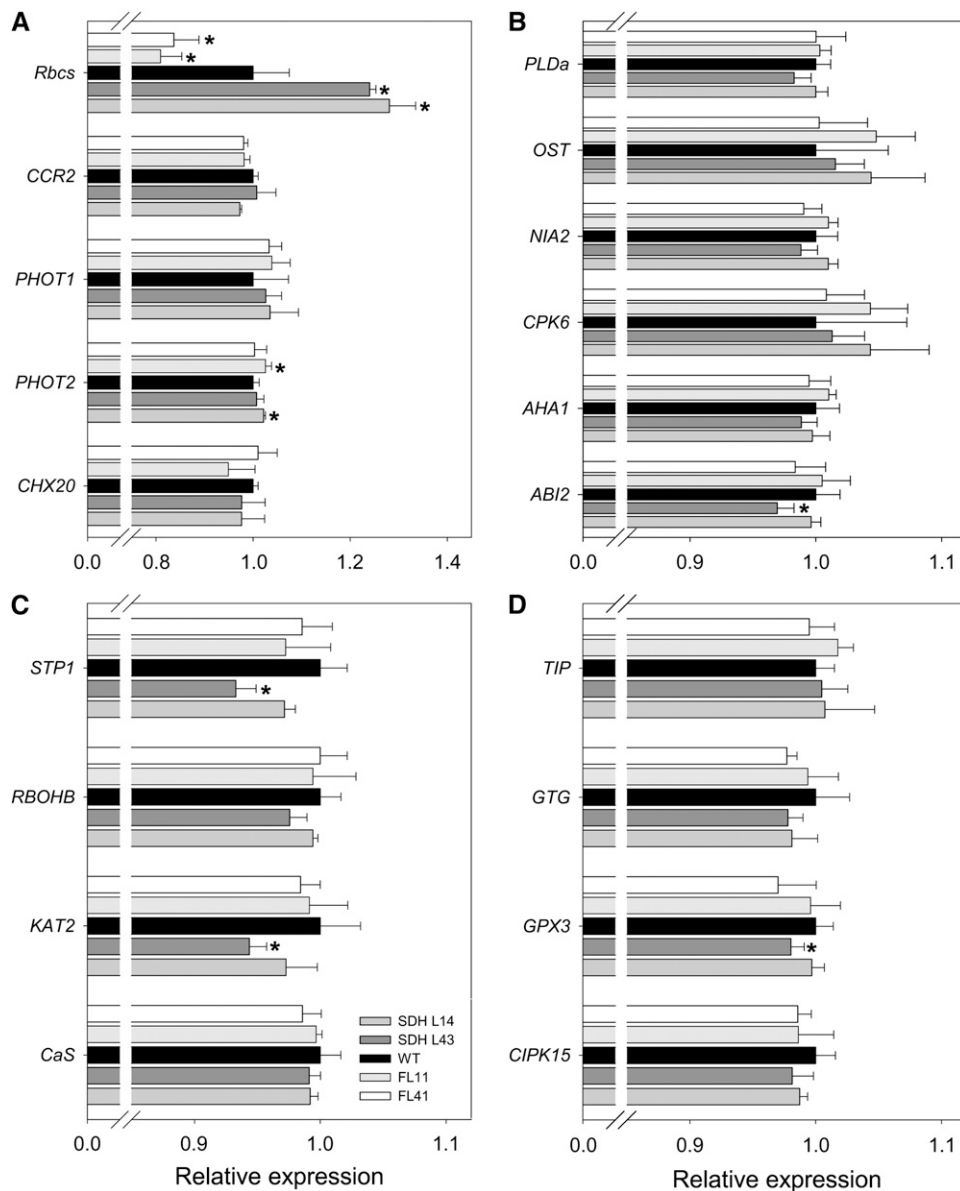 A
Rbcs
*
*
*
*
CCR2
PHOT1
PHOT2
*
*
CHX20
0.0 0.8 1.0 1.2 1.4
B
PLDa
OST
NIA2
CPK6
AHA1
ABI2
*
0.0 0.9 1.0 1.1
C
STP1
*
RBOHB
KAT2
*
CaS
SDH L14
SDH L43
WT
FL11
FL41
0.0 0.9 1.0 1.1
Relative expression
D
TIP
GTG
GPX3
*
CIPK15
0.0 0.9 1.0 1.1
Relative expression